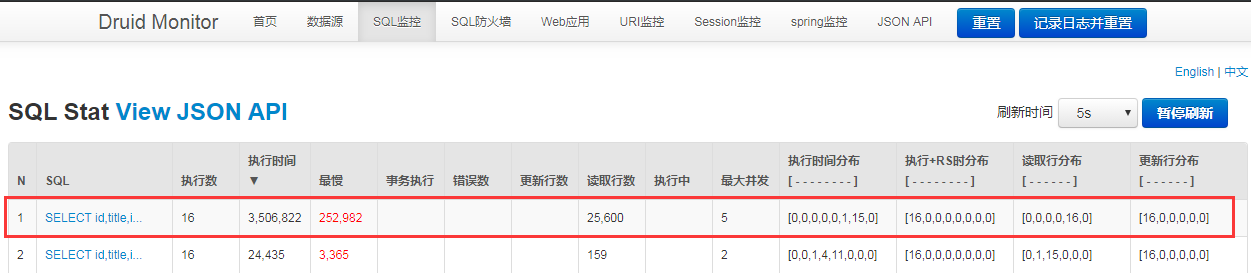 Druid Monitor 首页 数据源 SQL监控 SQL防火墙 Web应用 URI监控 Session监控 spring监控 JSON API 重置 记录日志并重置
English | 中文
SQL Stat View JSON API 刷新时间 5s 暂停刷新
N SQL 执行数 执行时间 ▼ 最慢 事务执行 错误数 更新行数 读取行数 执行中 最大并发 执行时间分布 [ - - - - - - - - ] 执行+RS时分布 [ - - - - - - - - ] 读取行分布 [ - - - - - - ] 更新行分布 [ - - - - - - ]
1 SELECT id,title,i... 16 3,506,822 252,982 25,600 5 [0,0,0,0,0,1,15,0] [16,0,0,0,0,0,0,0] [0,0,0,0,16,0] [16,0,0,0,0,0]
2 SELECT id,title,i... 16 24,435 3,365 159 2 [0,0,1,4,11,0,0,0] [16,0,0,0,0,0,0,0] [0,1,15,0,0,0] [16,0,0,0,0,0]